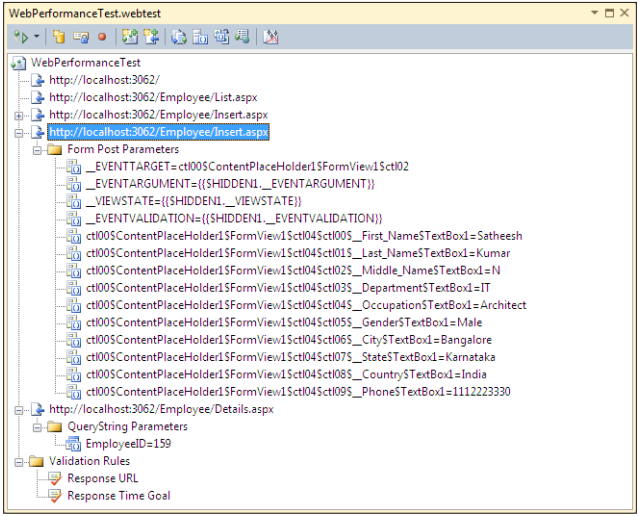 WebPerformanceTest.webtest
WebPerformanceTest
http://localhost:3062/
http://localhost:3062/Employee/List.aspx
http://localhost:3062/Employee/Insert.aspx
http://localhost:3062/Employee/Insert.aspx
Form Post Parameters
__EVENTTARGET=ctl00$ContentPlaceHolder1$FormView1$ctl02
__EVENTARGUMENT={{$HIDDEN1.__EVENTARGUMENT}}
__VIEWSTATE={{$HIDDEN1.__VIEWSTATE}}
__EVENTVALIDATION={{$HIDDEN1.__EVENTVALIDATION}}
ctl00$ContentPlaceHolder1$FormView1$ctl04$ctl00$__First_Name$TextBox1=Satheesh
ctl00$ContentPlaceHolder1$FormView1$ctl04$ctl01$__Last_Name$TextBox1=Kumar
ctl00$ContentPlaceHolder1$FormView1$ctl04$ctl02$__Middle_Name$TextBox1=N
ctl00$ContentPlaceHolder1$FormView1$ctl04$ctl03$__Department$TextBox1=IT
ctl00$ContentPlaceHolder1$FormView1$ctl04$ctl04$__Occupation$TextBox1=Architect
ctl00$ContentPlaceHolder1$FormView1$ctl04$ctl05$__Gender$TextBox1=Male
ctl00$ContentPlaceHolder1$FormView1$ctl04$ctl06$__City$TextBox1=Bangalore
ctl00$ContentPlaceHolder1$FormView1$ctl04$ctl07$__State$TextBox1=Karnataka
ctl00$ContentPlaceHolder1$FormView1$ctl04$ctl08$__Country$TextBox1=India
ctl00$ContentPlaceHolder1$FormView1$ctl04$ctl09$__Phone$TextBox1=1112223330
http://localhost:3062/Employee/Details.aspx
QueryString Parameters
EmployeeID=159
Validation Rules
Response URL
Response Time Goal